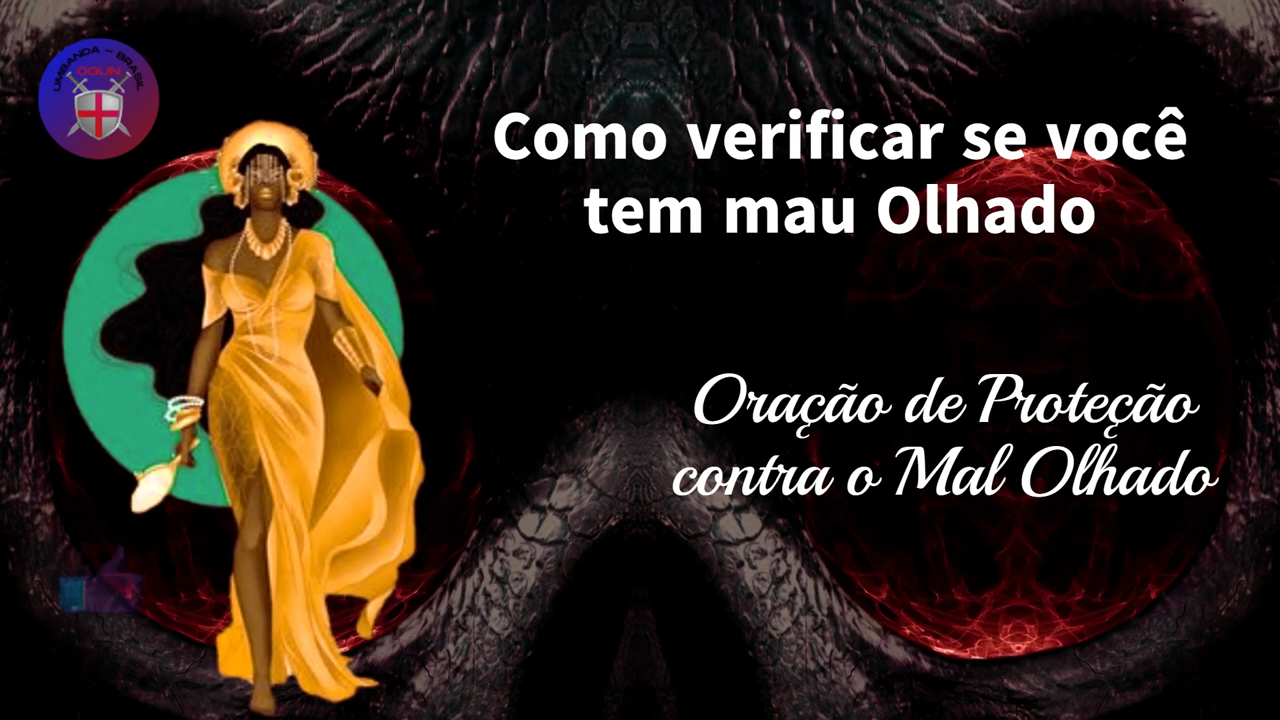 UMBANDA - BRASIL
OGUN
Como verificar se você
tem mau Olhado
Oração de Proteção
contra o Mal Olhado